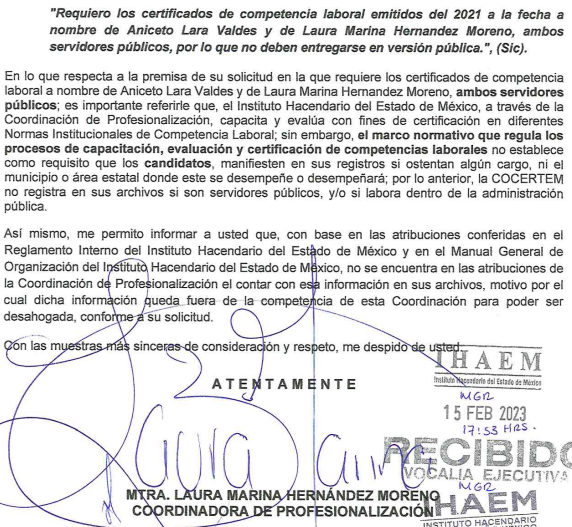 "Requiero los certificados de competencia laboral emitidos del 2021 a la fecha a
nombre de Aniceto Lara Valdes y de Laura Marina Hernandez Moreno, ambos
servidores públicos, por lo que no deben entregarse en versión pública.", (Sic).
En lo que respecta a la premisa de su solicitud en la que requiere los certificados de competencia
laboral a nombre de Aniceto Lara Valdes y de Laura Marina Hernandez Moreno, ambos servidores
públicos; es importante referirle que, el Instituto Hacendario del Estado de México, a través de la
Coordinación de Profesionalización, capacita y evalúa con fines de certificación en diferentes
Normas Institucionales de Competencia Laboral; sin embargo, el marco normativo que regula los
procesos de capacitación, evaluación y certificación de competencias laborales no establece
como requisito que los candidatos, manifiesten en sus registros si ostentan algún cargo, ni el
municipio o área estatal donde este se desempeñe o desempeñará; por lo anterior, la COCERTEM
no registra en sus archivos si son servidores públicos, y/o si labora dentro de la administración
pública.
Así mismo, me permito informar a usted que, con base en las atribuciones conferidas en el
Reglamento Interno del Instituto Hacendario del Estado de México y en el Manual General de
Organización del Instituto Hacendario del Estado de México, no se encuentra en las atribuciones de
la Coordinación de Profesionalización el contar con esa información en sus archivos, motivo por el
cual dicha información queda fuera de la competencia de esta Coordinación para poder ser
desahogada, conforme a su solicitud.
Con las muestras más sinceras de consideración y respeto, me despido de usted.
IHAEM
Instituto Hacendario del Estado de México
ATENTAMENTE
MGR
15 FEB 2023
17:53 HRS.
RECIBIDO
VOCALIA EJECUTIVA
MGR
Laura
MTRA. LAURA MARINA HERNÁNDEZ MORENO
IHAEM
COORDINADORA DE PROFESIONALIZACIÓN
INSTITUTO HACENDARIO